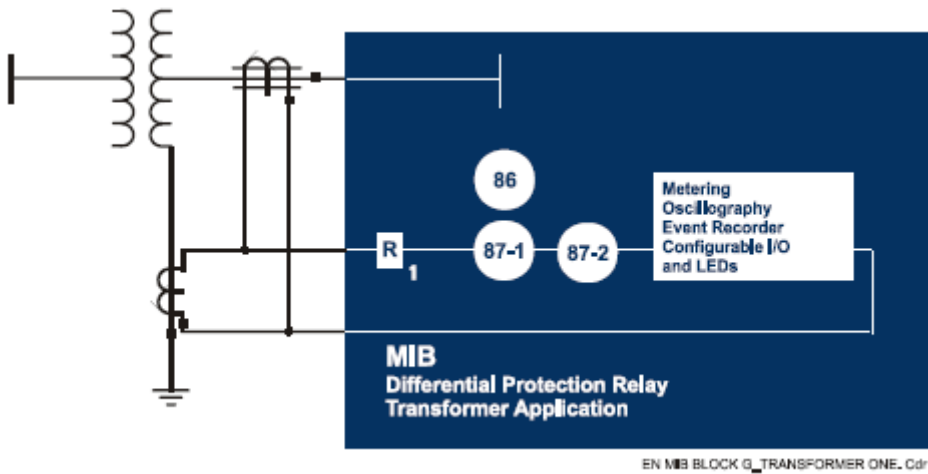 86
Metering
Oscillography
Event Recorder
Configurable I/O
and LEDs
R
1
87-1
87-2
MIB
Differential Protection Relay
Transformer Application
EN MIB BLOCK G_TRANSFORMER ONE. Cdr